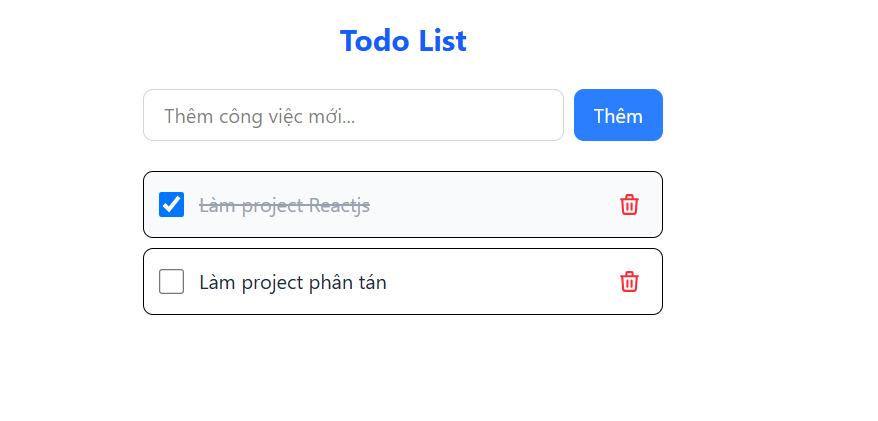 Todo List
Thêm công việc mới...
Thêm
Làm project Reactjs
Làm project phân tán